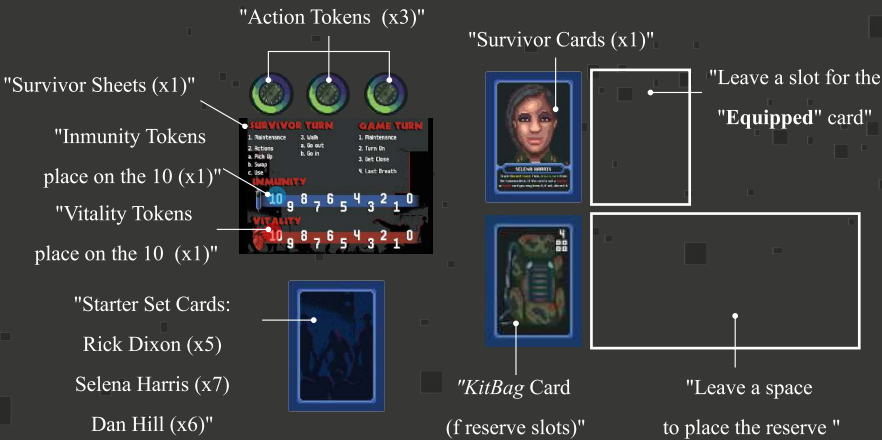 "Action Tokens (x3)"
"Survivor Cards (x1)"
"Survivor Sheets (x1)"
"Leave a slot for the
"Equipped" card"
"Inmunity Tokens
place on the 10 (x1)"
"Vitality Tokens
place on the 10 (x1)"
SURVIVOR TURN
GAME TURN
1. Maintenance
2. Actions
a. Pick Up
b. Swap
c. Use
3. Walk
a. Go out
b. Go in
1. Maintenance
2. Turn On
3. Get Close
4. Last Breath
IMMUNITY
10 9 8 7 6 5 4 3 2 1 0
VITALITY
10 9 8 7 6 5 4 3 2 1 0
SELENA HARRIS
4
"Starter Set Cards:
Rick Dixon (x5)
Selena Harris (x7)
Dan Hill (x6)"
"KitBag Card
(f reserve slots)"
"Leave a space
to place the reserve "